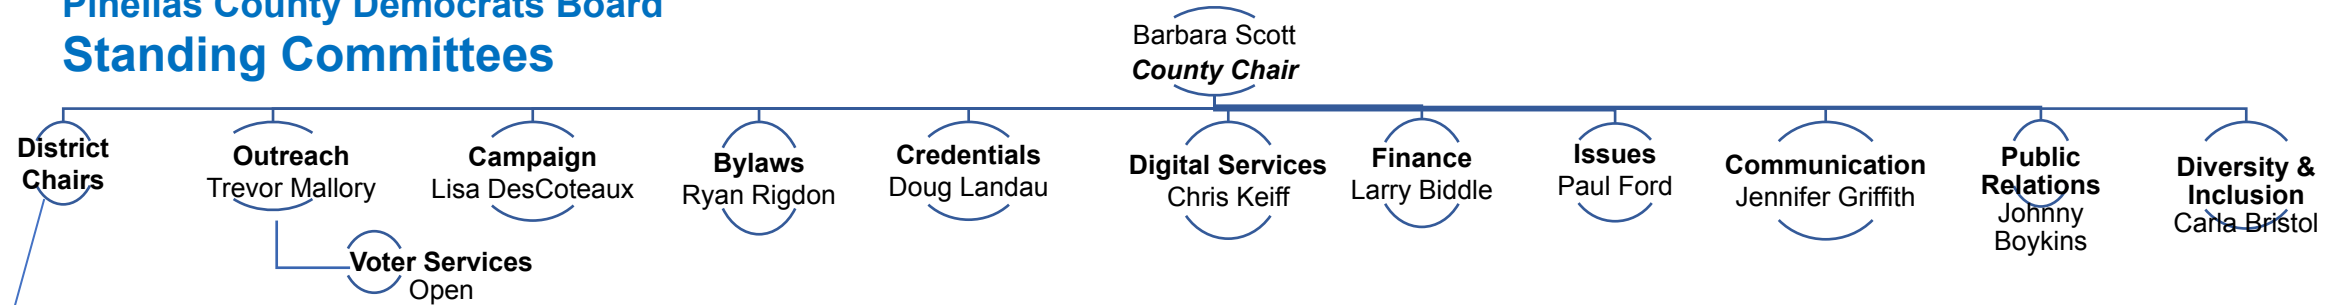 Pinellas County Democrats Board
Standing Committees
Barbara Scott
County Chair
District
Chairs
Outreach
Trevor Mallory
Campaign
Lisa DesCoteaux
Bylaws
Ryan Rigdon
Credentials
Doug Landau
Digital Services
Chris Keiff
Finance
Larry Biddle
Issues
Paul Ford
Communication
Jennifer Griffith
Public
Relations
Johnny
Boykins
Diversity &
Inclusion
Carla Bristol
Voter Services
Open